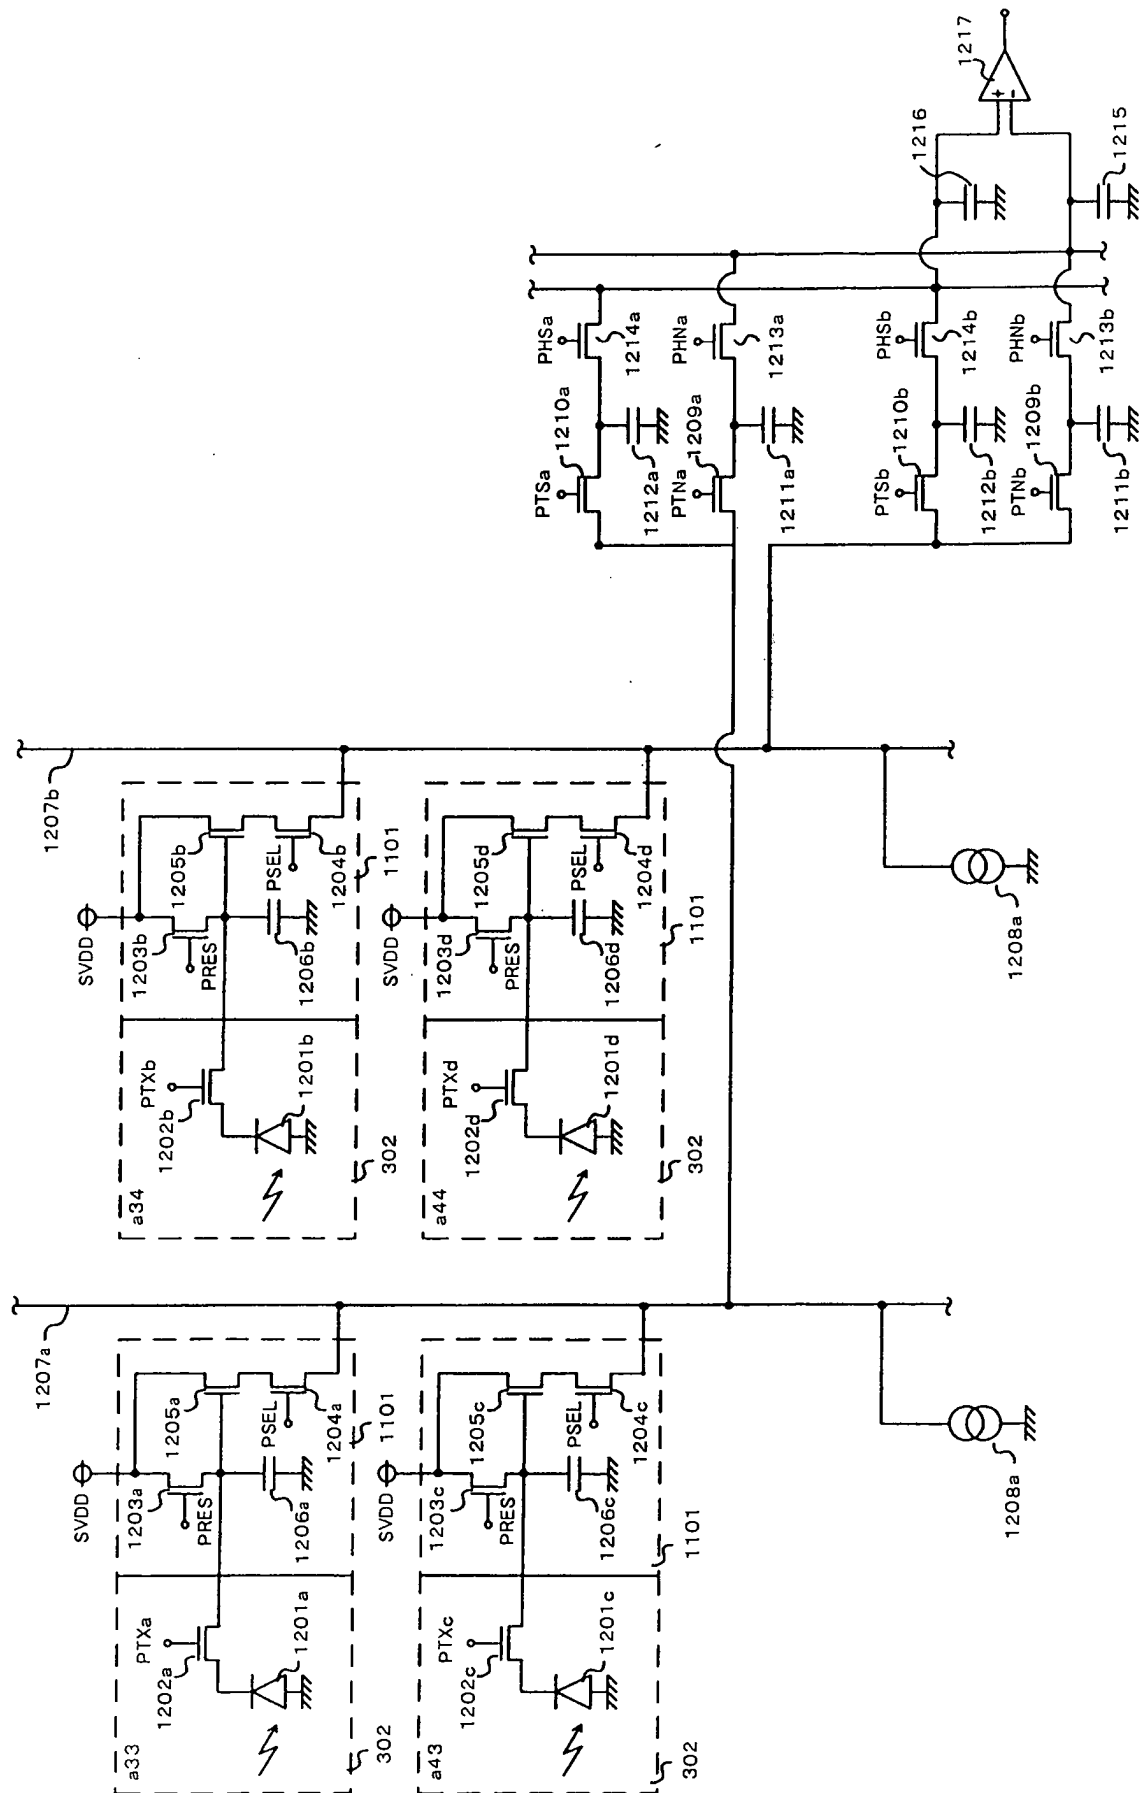 1217
1216
1215
PHSa
1214a
PHNa
1213a
PHSb
1214b
PHNb
1213b
PTSa
1210a
1212a
PTNa
1209a
1211a
PTSb
1210b
1212b
PTNb
1209b
1211b
1207b
SVDD
1203b
PRES
1205b
PSEL
1204b
1206b
1101
PTXb
1202b
1201b
a34
302
SVDD
1203d
PRES
1205d
PSEL
1204d
1206d
1101
PTXd
1202d
1201d
a44
302
1208a
1207a
SVDD
1203a
PRES
1205a
PSEL
1204a
1206a
1101
PTXa
1202a
1201a
a33
302
SVDD
1203c
PRES
1205c
PSEL
1204c
1206c
1101
PTXc
1202c
1201c
a43
302
1208a
+
-